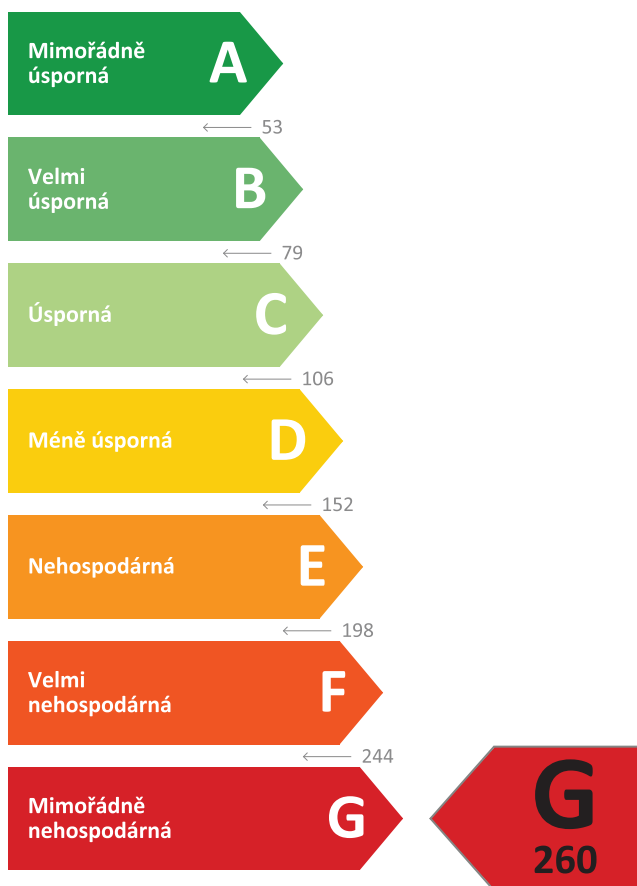 Mimořádně
úsporná
A
53
Velmi
úsporná
B
79
Úsporná
C
106
Méně úsporná
D
152
Nehospodárná
E
198
Velmi
nehospodárná
F
244
Mimořádně
nehospodárná
G
G
260